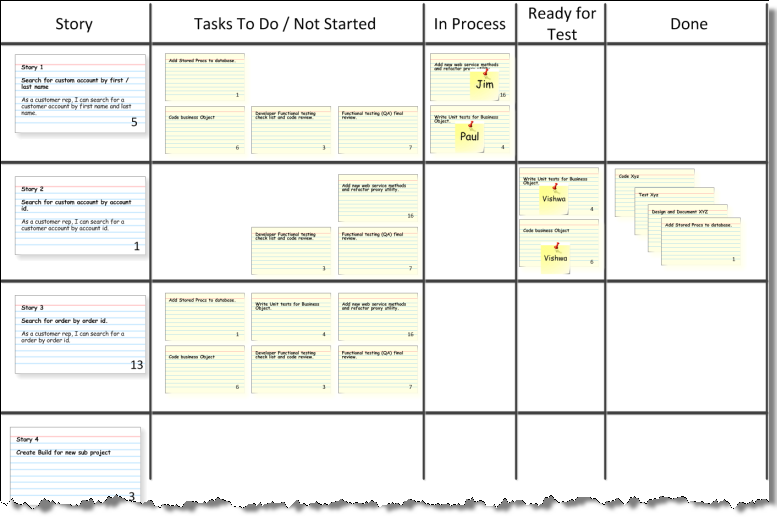 Story
Tasks To Do / Not Started
In Process
Ready for
Test
Done
Story 1
Search for custom account by first /
last name
As a customer rep, I can search for a
customer account by first name and last
name.
5
Add Stored Procs to database.
1
Code business Object
6
Developer Functional testing
check list and code review.
3
Functional testing (QA) final
review.
7
Add new web service methods
and refactor proxy utility.
Jim
16
Write Unit tests for Business
Object.
Paul
4
Story 2
Search for custom account by account
id.
As a customer rep, I can search for a
customer account by account id.
1
Add new web service methods
and refactor proxy utility.
16
Developer Functional testing
check list and code review.
3
Functional testing (QA) final
review.
7
Write Unit tests for Business
Object.
Vishwa
4
Code business Object
Vishwa
6
Code Xyz
Test Xyz
Design and Document XYZ
Add Stored Procs to database.
1
Story 3
Search for order by order id.
As a customer rep, I can search for a
order by order id.
13
Add Stored Procs to database.
1
Write Unit tests for Business
Object.
4
Add new web service methods
and refactor proxy utility.
16
Code business Object
6
Developer Functional testing
check list and code review.
3
Functional testing (QA) final
review.
7
Story 4
Create Build for new sub project
3